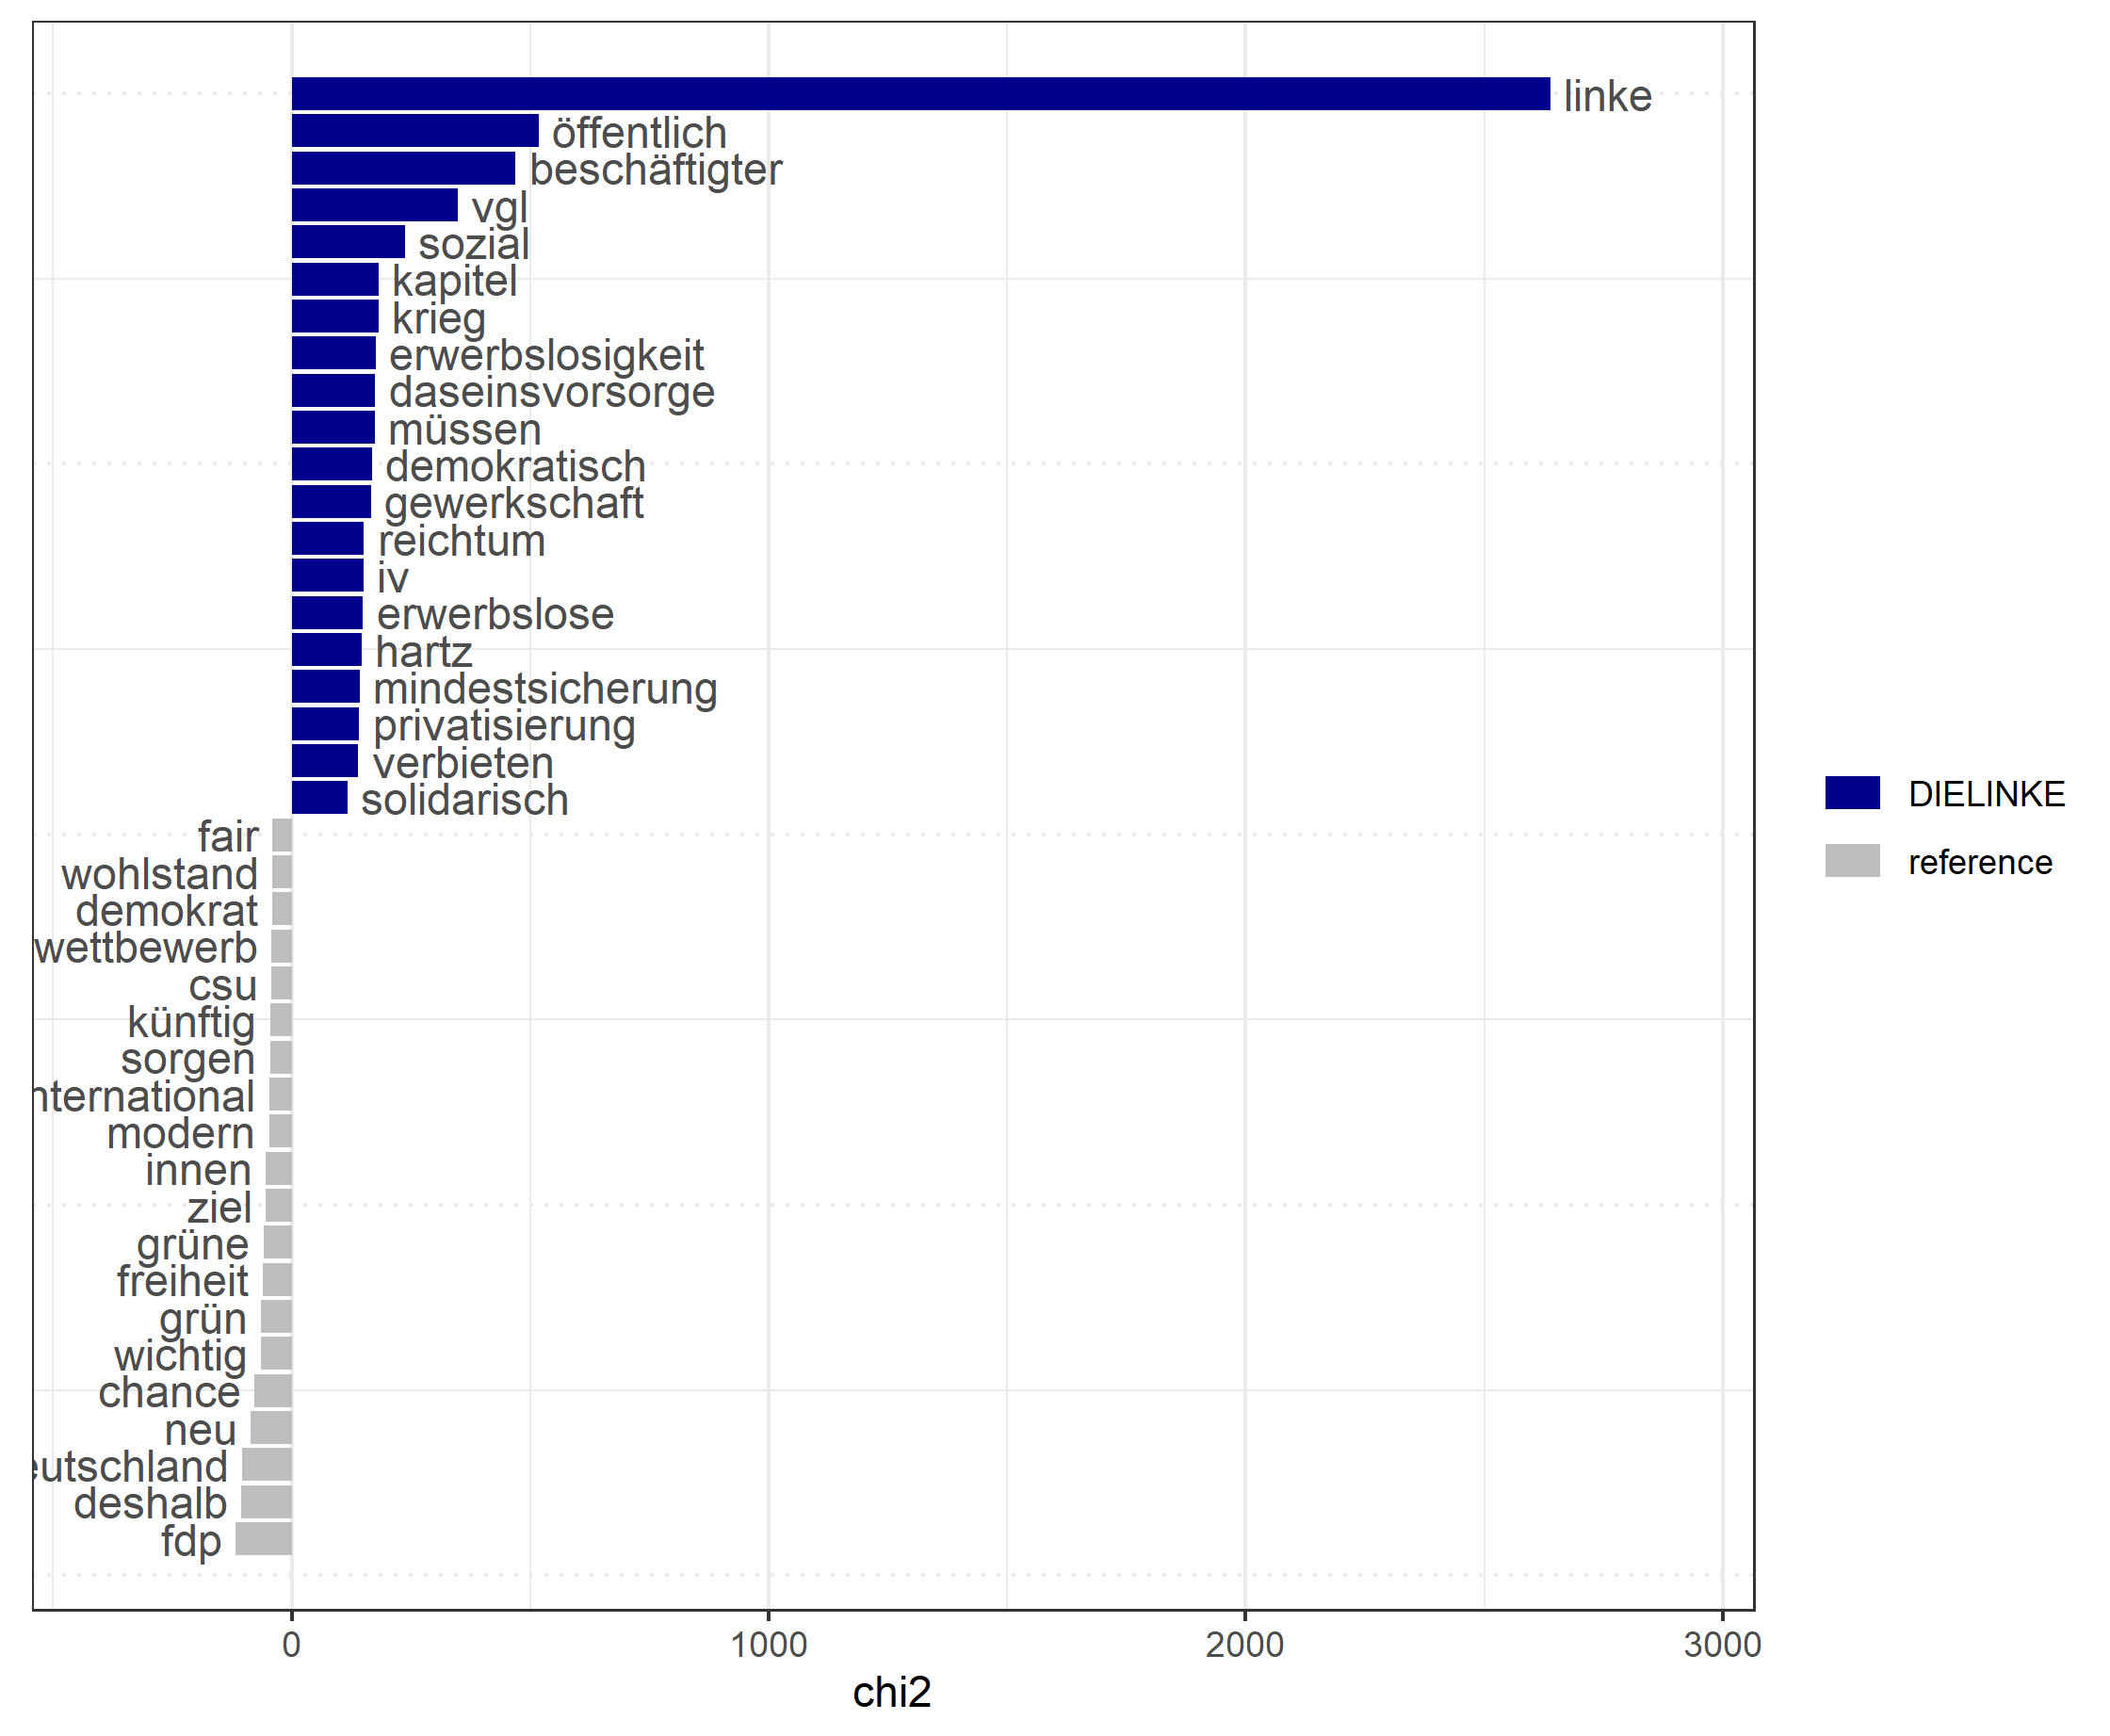 linke
öffentlich
beschäftigter
vgl
sozial
kapitel
krieg
erwerbslosigkeit
daseinsvorsorge
müssen
demokratisch
gewerkschaft
reichtum
iv
erwerbslose
hartz
mindestsicherung
privatisierung
verbieten
solidarisch
fair
wohlstand
demokrat
wettbewerb
csu
künftig
sorgen
nternational
modern
innen
ziel
grüne
freiheit
grün
wichtig
chance
neu
eutschland
deshalb
fdp
DIELINKE
reference
0 1000 2000 3000
chi2